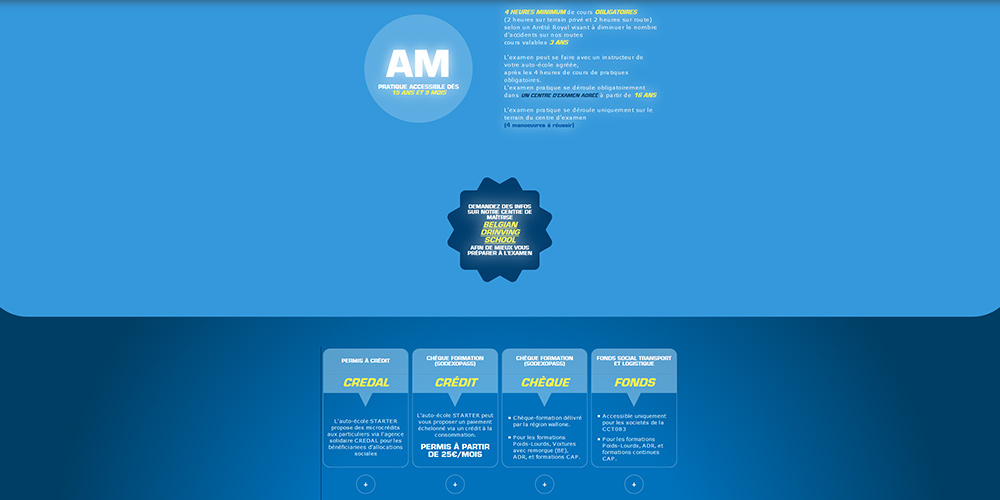 AM
PRATIQUE ACCESSIBLE DÈS
15 ANS ET 9 MOIS
4 HEURES MINIMUM de cours OBLIGATOIRES
(2 heures sur terrain privé et 2 heures sur route)
selon un Arrêté Royal visant à diminuer le nombre
d'accidents sur nos routes
cours valables 3 ANS
L'examen peut se faire avec un instructeur de
votre auto-école agréée,
après les 4 heures de cours de pratiques
obligatoires.
L'examen pratique se déroule obligatoirement
dans UN CENTRE D'EXAMEN AGRÉÉ à partir de 16 ANS
L'examen pratique se déroule uniquement sur le
terrain du centre d'examen
(4 manoeuvres à réussir)
DEMANDEZ DES INFOS
SUR NOTRE CENTRE DE
MAÎTRISE
BELGIAN
DRINVING
SCHOOL
AFIN DE MIEUX VOUS
PRÉPARER À L'EXAMEN
PERMIS À CRÉDIT
CREDAL
L'auto-école STARTER
propose des microcrédits
aux particuliers via l'agence
solidaire CREDAL pour les
bénéficianees d'allocations
sociales
+
CHÈQUE FORMATION
(SODEXOPASS)
CRÉDIT
L'auto-école STARTER peut
vous proposer un paiement
échelonné via un crédit à la
consommation.
PERMIS À PARTIR
DE 25€/MOIS
+
CHÈQUE FORMATION
(SODEXOPASS)
CHÈQUE
Chèque-formation délivré
par la région wallone.
Pour les formations
Poids-Lourds, Voitures
avec remorque (BE),
ADR, et formations CAP.
+
FONDS SOCIAL TRANSPORT
ET LOGISTIQUE
FONDS
Accessible uniquement
pour les sociétés de la
CCT083
Pour les formations
Poids-Lourds, ADR, et
formations continues
CAP.
+